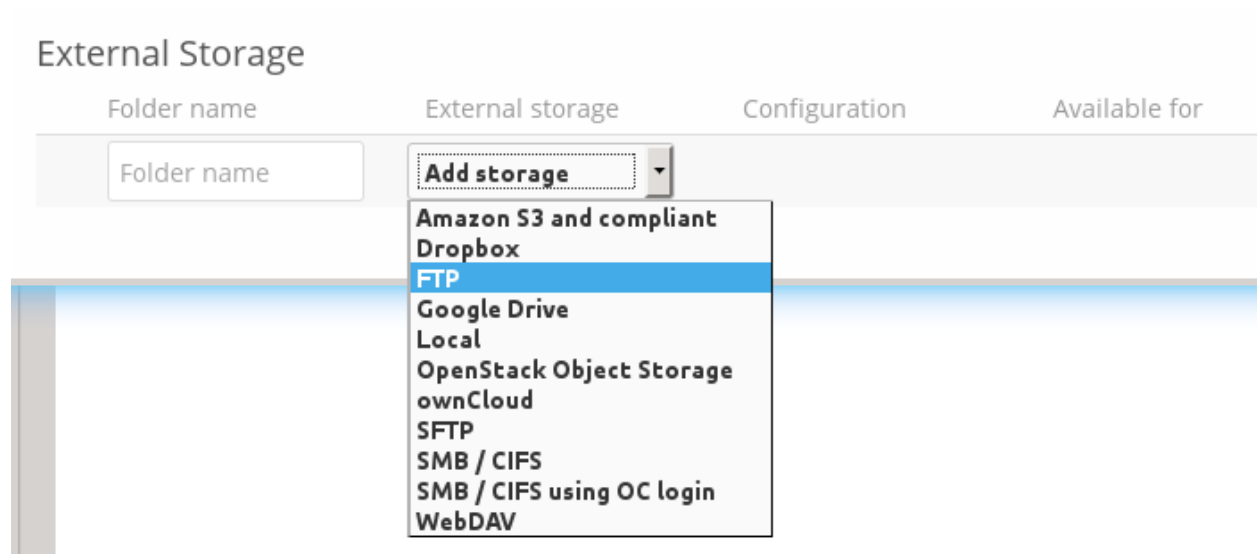 External Storage
Folder name External storage Configuration Available for
Folder name Add storage
Amazon S3 and compliant
Dropbox
FTP
Google Drive
Local
OpenStack Object Storage
ownCloud
SFTP
SMB / CIFS
SMB / CIFS using OC login
WebDAV